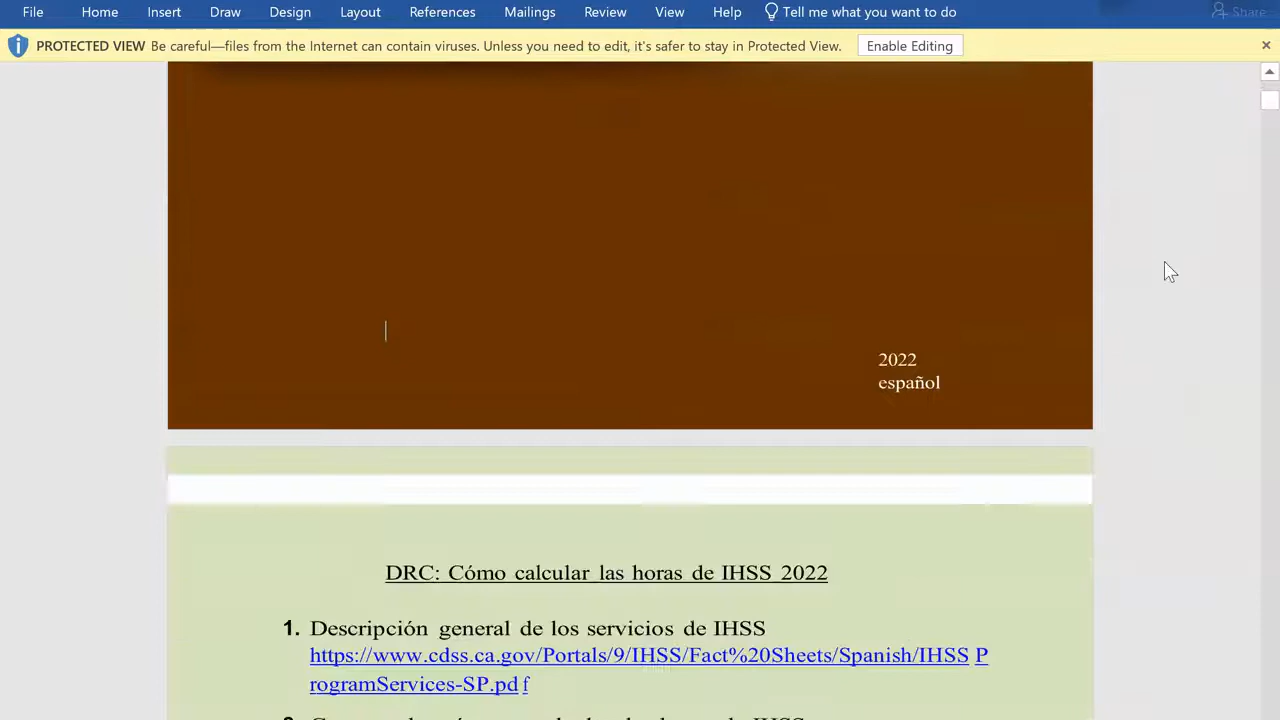 File Home Insert Draw Design Layout References Mailings Review View Help Tell me what you want to do Share
PROTECTED VIEW Be careful—files from the Internet can contain viruses. Unless you need to edit, it's safer to stay in Protected View. Enable Editing
2022
español
DRC: Cómo calcular las horas de IHSS 2022
1. Descripción general de los servicios de IHSS
https://www.cdss.ca.gov/Portals/9/IHSS/Fact%20Sheets/Spanish/IHSS P
rogramServices-SP.pd f